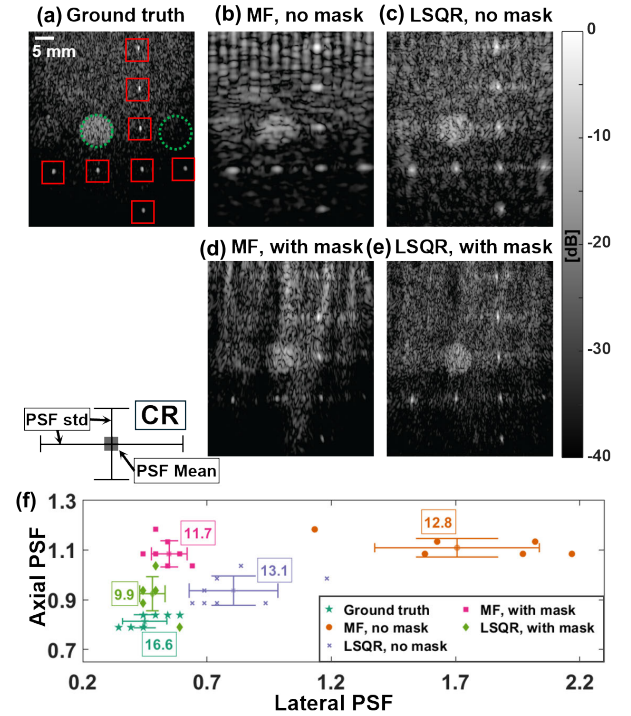 (a) Ground truth
(b) MF, no mask
(c) LSQR, no mask
5 mm
0
-10
-20
-30
-40
[dB]
(d) MF, with mask
(e) LSQR, with mask
PSF std
CR
PSF Mean
(f)
1.3
1.1
0.9
0.7
Axial PSF
11.7
12.8
13.1
9.9
16.6
Ground truth
MF, no mask
LSQR, no mask
MF, with mask
LSQR, with mask
0.2 0.7 1.2 1.7 2.2
Lateral PSF